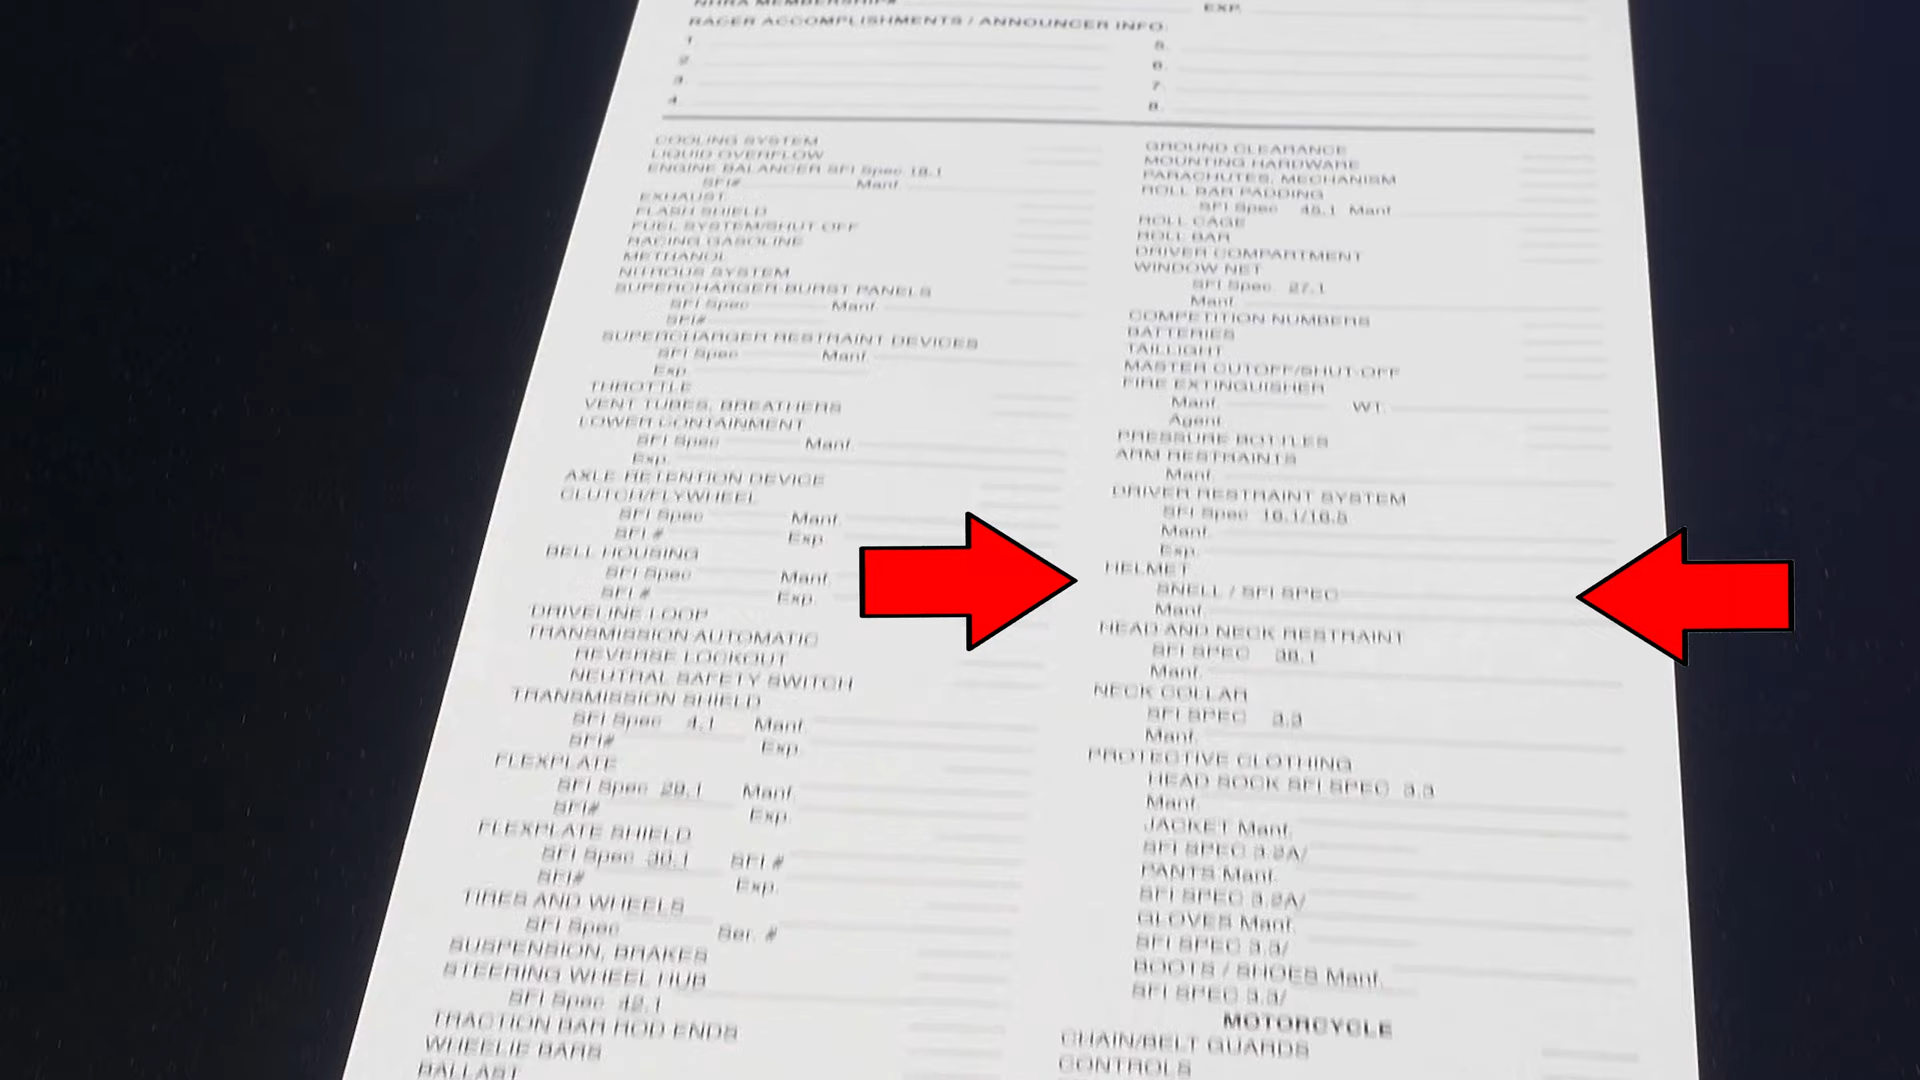 NHRA MEMBERSHIP#
EXP.
RACER ACCOMPLISHMENTS / ANNOUNCER INFO:
1.
2.
3.
4.
5.
6.
7.
8.
COOLING SYSTEM
LIQUID OVERFLOW
ENGINE BALANCER SFI Spec 18.1
SFI# Manf.
EXHAUST
FLASH SHIELD
FUEL SYSTEM/SHUT OFF
RACING GASOLINE
METHANOL
NITROUS SYSTEM
SUPERCHARGER BURST PANELS
SFI Spec Manf.
SFI#
SUPERCHARGER RESTRAINT DEVICES
SFI Spec Manf.
Exp.
THROTTLE
VENT TUBES, BREATHERS
LOWER CONTAINMENT
SFI Spec Manf.
Exp.
AXLE RETENTION DEVICE
CLUTCH/FLYWHEEL
SFI Spec Manf.
SFI # Exp.
BELL HOUSING
SFI Spec Manf.
SFI # Exp.
DRIVELINE LOOP
TRANSMISSION AUTOMATIC
REVERSE LOCKOUT
NEUTRAL SAFETY SWITCH
TRANSMISSION SHIELD
SFI Spec 4.1 Manf.
SFI# Exp.
FLEXPLATE
SFI Spec 29.1 Manf.
SFI# Exp.
FLEXPLATE SHIELD
SFI Spec 30.1 SFI #
SFI# Exp.
TIRES AND WHEELS
SFI Spec Ser. #
SUSPENSION, BRAKES
STEERING WHEEL HUB
SFI Spec 42.1
TRACTION BAR ROD ENDS
WHEELIE BARS
BALLAST
GROUND CLEARANCE
MOUNTING HARDWARE
PARACHUTES, MECHANISM
ROLL BAR PADDING
SFI Spec 45.1 Manf.
ROLL CAGE
ROLL BAR
DRIVER COMPARTMENT
WINDOW NET
SFI Spec 27.1
Manf.
COMPETITION NUMBERS
BATTERIES
TAILLIGHT
MASTER CUTOFF/SHUT-OFF
FIRE EXTINGUISHER
Manf. WT.
Agent
PRESSURE BOTTLES
ARM RESTRAINTS
Manf.
DRIVER RESTRAINT SYSTEM
SFI Spec 16.1/16.5
Manf.
Exp.
HELMET
SNELL / SFI SPEC
Manf.
HEAD AND NECK RESTRAINT
SFI SPEC 38.1
Manf.
NECK COLLAR
SFI SPEC 3.3
Manf.
PROTECTIVE CLOTHING
HEAD SOCK SFI SPEC 3.3
Manf.
JACKET Manf.
SFI SPEC 3.2A/
PANTS Manf.
SFI SPEC 3.2A/
GLOVES Manf.
SFI SPEC 3.3/
BOOTS / SHOES Manf.
SFI SPEC 3.3/
MOTORCYCLE
CHAIN/BELT GUARDS
CONTROLS